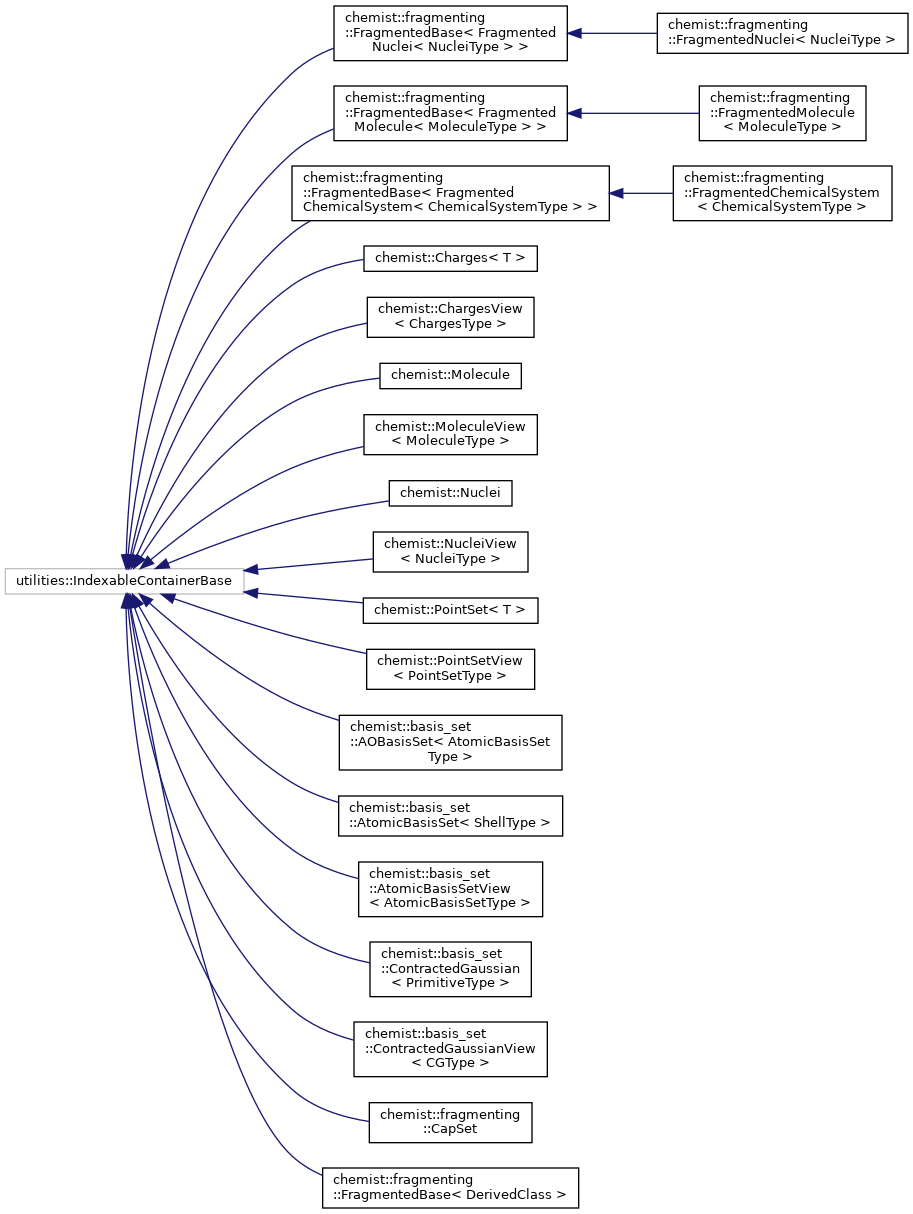 chemist::fragmenting
::FragmentedBase< Fragmented
Nuclei< NucleiType > >
chemist::fragmenting
::FragmentedNuclei< NucleiType >
chemist::fragmenting
::FragmentedBase< Fragmented
Molecule< MoleculeType > >
chemist::fragmenting
::FragmentedMolecule
< MoleculeType >
chemist::fragmenting
::FragmentedBase< Fragmented
ChemicalSystem< ChemicalSystemType > >
chemist::fragmenting
::FragmentedChemicalSystem
< ChemicalSystemType >
chemist::Charges< T >
chemist::ChargesView
< ChargesType >
chemist::Molecule
chemist::MoleculeView
< MoleculeType >
chemist::Nuclei
chemist::NucleiView
< NucleiType >
utilities::IndexableContainerBase
chemist::PointSet< T >
chemist::PointSetView
< PointSetType >
chemist::basis_set
::AOBasisSet< AtomicBasisSet
Type >
chemist::basis_set
::AtomicBasisSet< ShellType >
chemist::basis_set
::AtomicBasisSetView
< AtomicBasisSetType >
chemist::basis_set
::ContractedGaussian
< PrimitiveType >
chemist::basis_set
::ContractedGaussianView
< CGType >
chemist::fragmenting
::CapSet
chemist::fragmenting
::FragmentedBase< DerivedClass >